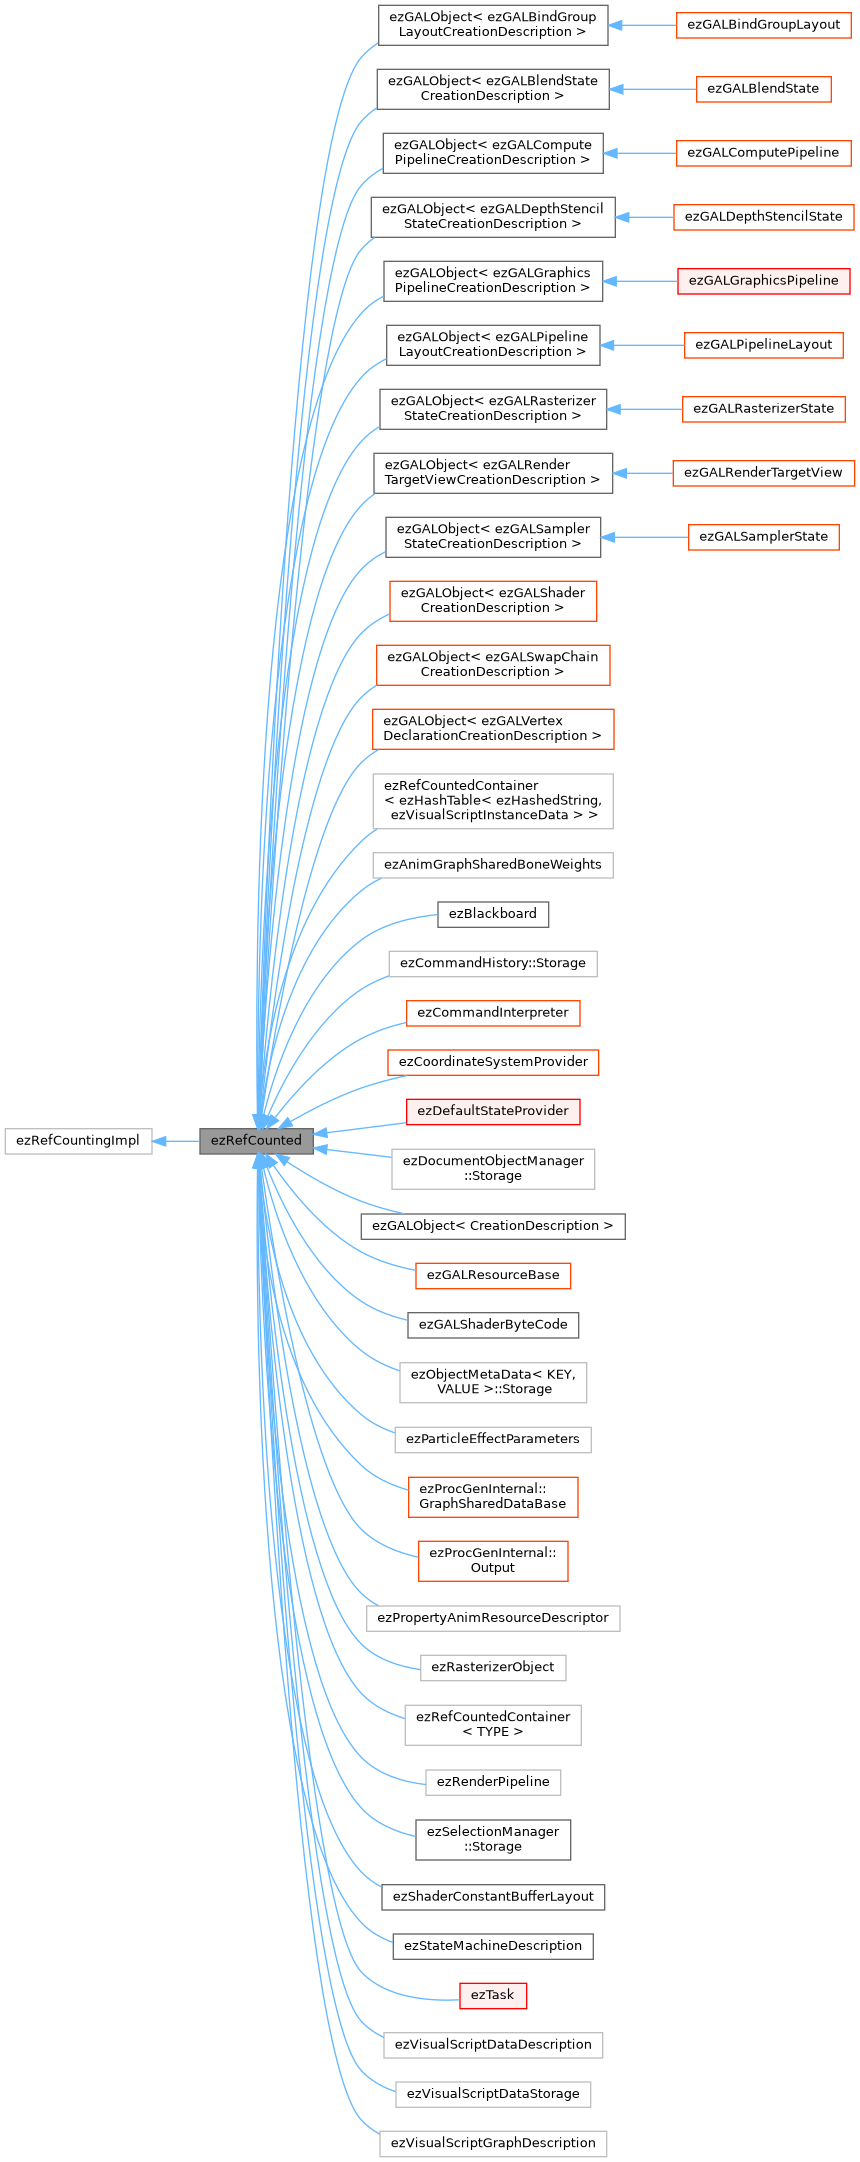 ezGALObject< ezGALBindGroup
LayoutCreationDescription >
ezGALBindGroupLayout
ezGALObject< ezGALBlendState
CreationDescription >
ezGALBlendState
ezGALObject< ezGALCompute
PipelineCreationDescription >
ezGALComputePipeline
ezGALObject< ezGALDepthStencil
StateCreationDescription >
ezGALDepthStencilState
ezGALObject< ezGALGraphics
PipelineCreationDescription >
ezGALGraphicsPipeline
ezGALObject< ezGALPipeline
LayoutCreationDescription >
ezGALPipelineLayout
ezGALObject< ezGALRasterizer
StateCreationDescription >
ezGALRasterizerState
ezGALObject< ezGALRender
TargetViewCreationDescription >
ezGALRenderTargetView
ezGALObject< ezGALSampler
StateCreationDescription >
ezGALSamplerState
ezGALObject< ezGALShader
CreationDescription >
ezGALObject< ezGALSwapChain
CreationDescription >
ezGALObject< ezGALVertex
DeclarationCreationDescription >
ezRefCountedContainer
< ezHashTable< ezHashedString,
ezVisualScriptInstanceData > >
ezAnimGraphSharedBoneWeights
ezBlackboard
ezCommandHistory::Storage
ezCommandInterpreter
ezCoordinateSystemProvider
ezDefaultStateProvider
ezRefCountingImpl
ezRefCounted
ezDocumentObjectManager
::Storage
ezGALObject< CreationDescription >
ezGALResourceBase
ezGALShaderByteCode
ezObjectMetaData< KEY,
VALUE >::Storage
ezParticleEffectParameters
ezProcGenInternal::
GraphSharedDataBase
ezProcGenInternal::
Output
ezPropertyAnimResourceDescriptor
ezRasterizerObject
ezRefCountedContainer
< TYPE >
ezRenderPipeline
ezSelectionManager
::Storage
ezShaderConstantBufferLayout
ezStateMachineDescription
ezTask
ezVisualScriptDataDescription
ezVisualScriptDataStorage
ezVisualScriptGraphDescription